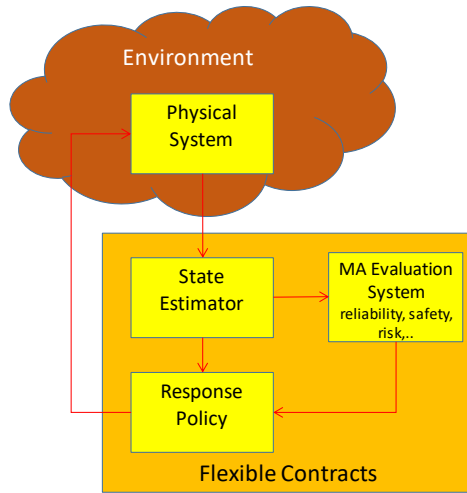 Environment
Physical
System
State
Estimator
MA Evaluation
System
reliability, safety,
risk,..
Response
Policy
Flexible Contracts